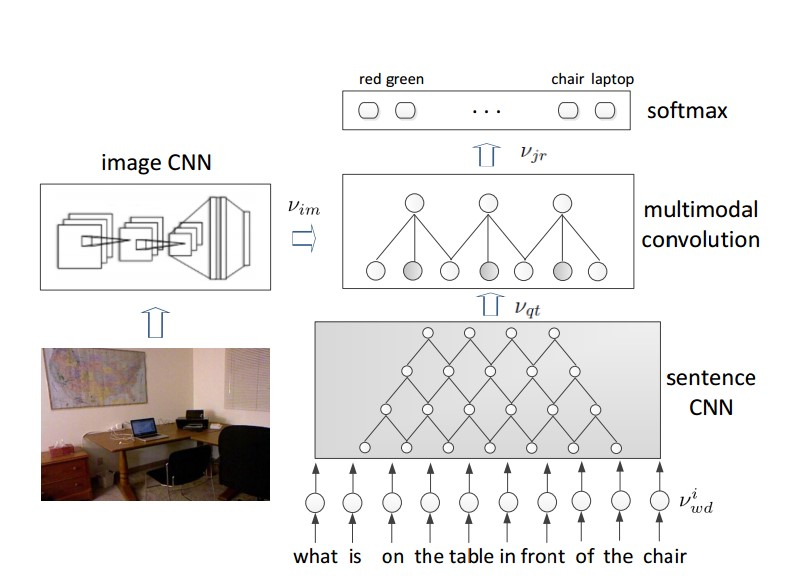 red green chair laptop
. . .
softmax
ν_jr
image CNN
ν_im
multimodal
convolution
ν_qt
sentence
CNN
ν^i_wd
what is on the table in front of the chair